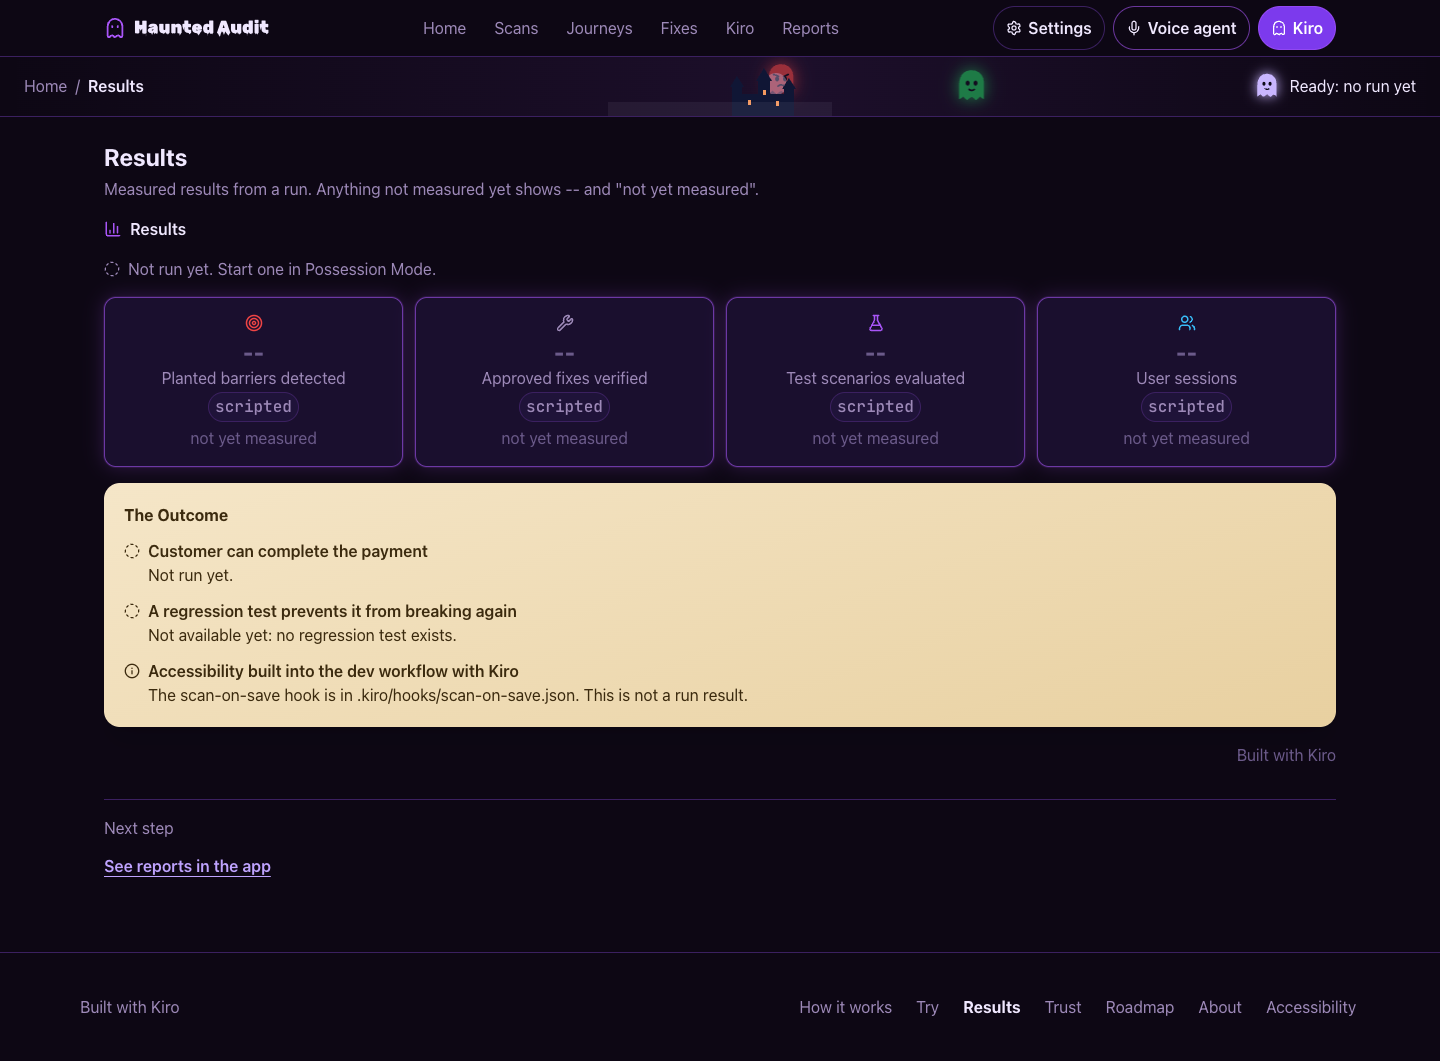 Haunted Audit
Home Scans Journeys Fixes Kiro Reports
Settings Voice agent Kiro
Home / Results
Ready: no run yet
Results
Measured results from a run. Anything not measured yet shows -- and "not yet measured".
Results
Not run yet. Start one in Possession Mode.
--
Planted barriers detected
scripted
not yet measured
--
Approved fixes verified
scripted
not yet measured
--
Test scenarios evaluated
scripted
not yet measured
--
User sessions
scripted
not yet measured
The Outcome
Customer can complete the payment
Not run yet.
A regression test prevents it from breaking again
Not available yet: no regression test exists.
Accessibility built into the dev workflow with Kiro
The scan-on-save hook is in .kiro/hooks/scan-on-save.json. This is not a run result.
Built with Kiro
Next step
See reports in the app
Built with Kiro
How it works Try Results Trust Roadmap About Accessibility